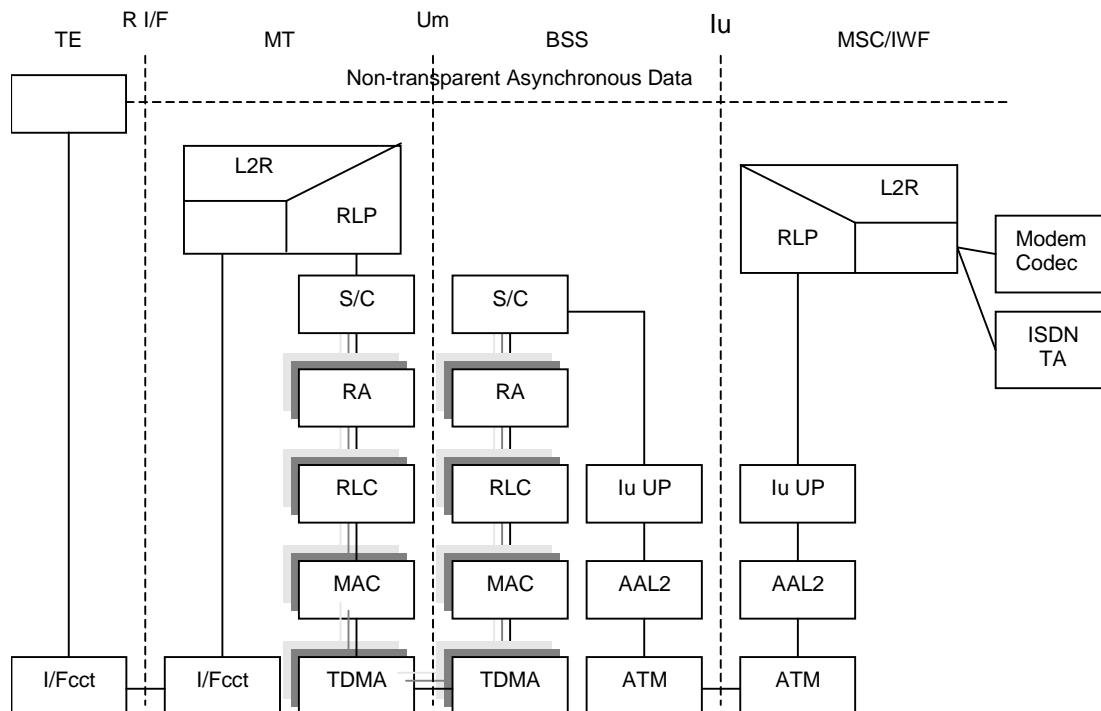 R I/F
Um
Iu
TE
MT
BSS
MSC/IWF
Non-transparent Asynchronous Data
L2R
RLP
L2R
RLP
Modem
Codec
S/C
S/C
ISDN
TA
RA
RA
RLC
RLC
Iu UP
Iu UP
MAC
MAC
AAL2
AAL2
I/Fcct
I/Fcct
TDMA
TDMA
ATM
ATM